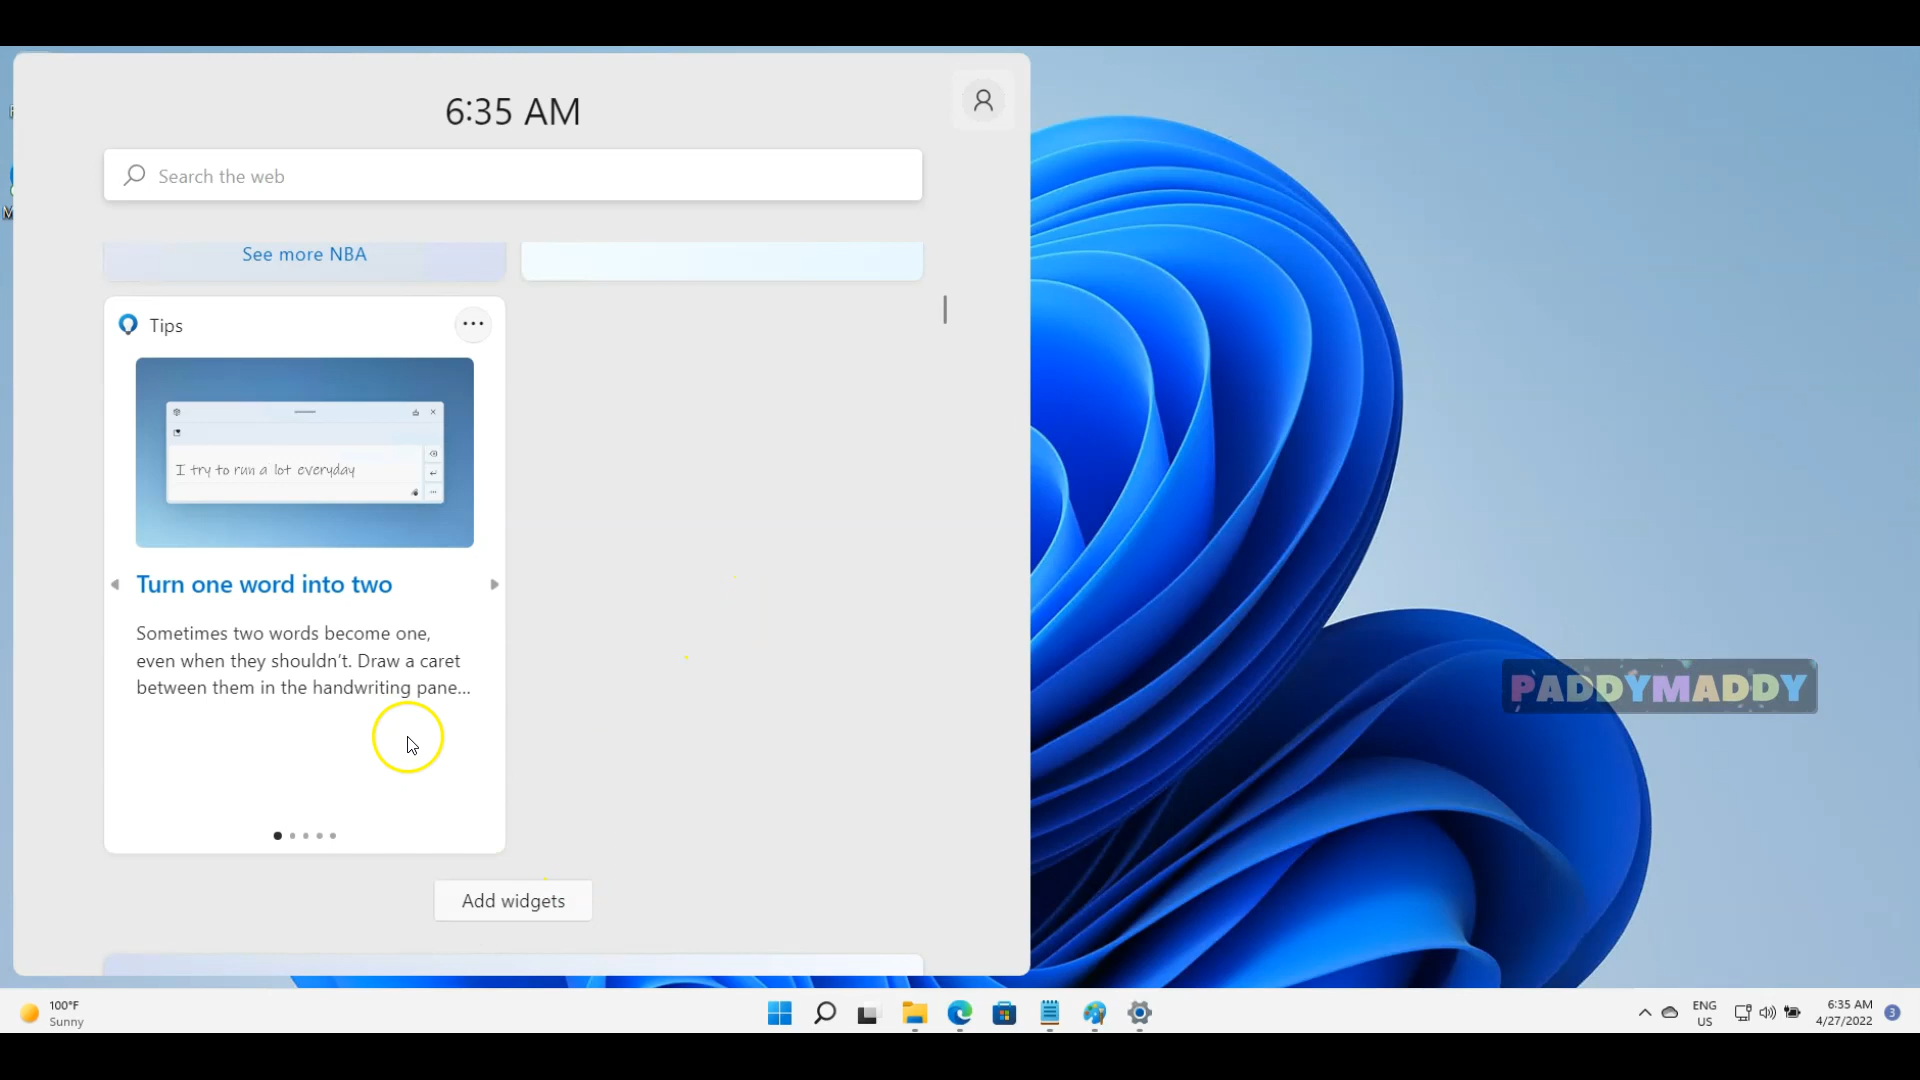 6:35 AM
Search the web
See more NBA
Tips
I try to run a lot everyday
Turn one word into two
Sometimes two words become one,
even when they shouldn't. Draw a caret
between them in the handwriting pane...
Add widgets
PADDYMADDY
100°F
Sunny
ENG
US
6:35 AM
4/27/2022
3